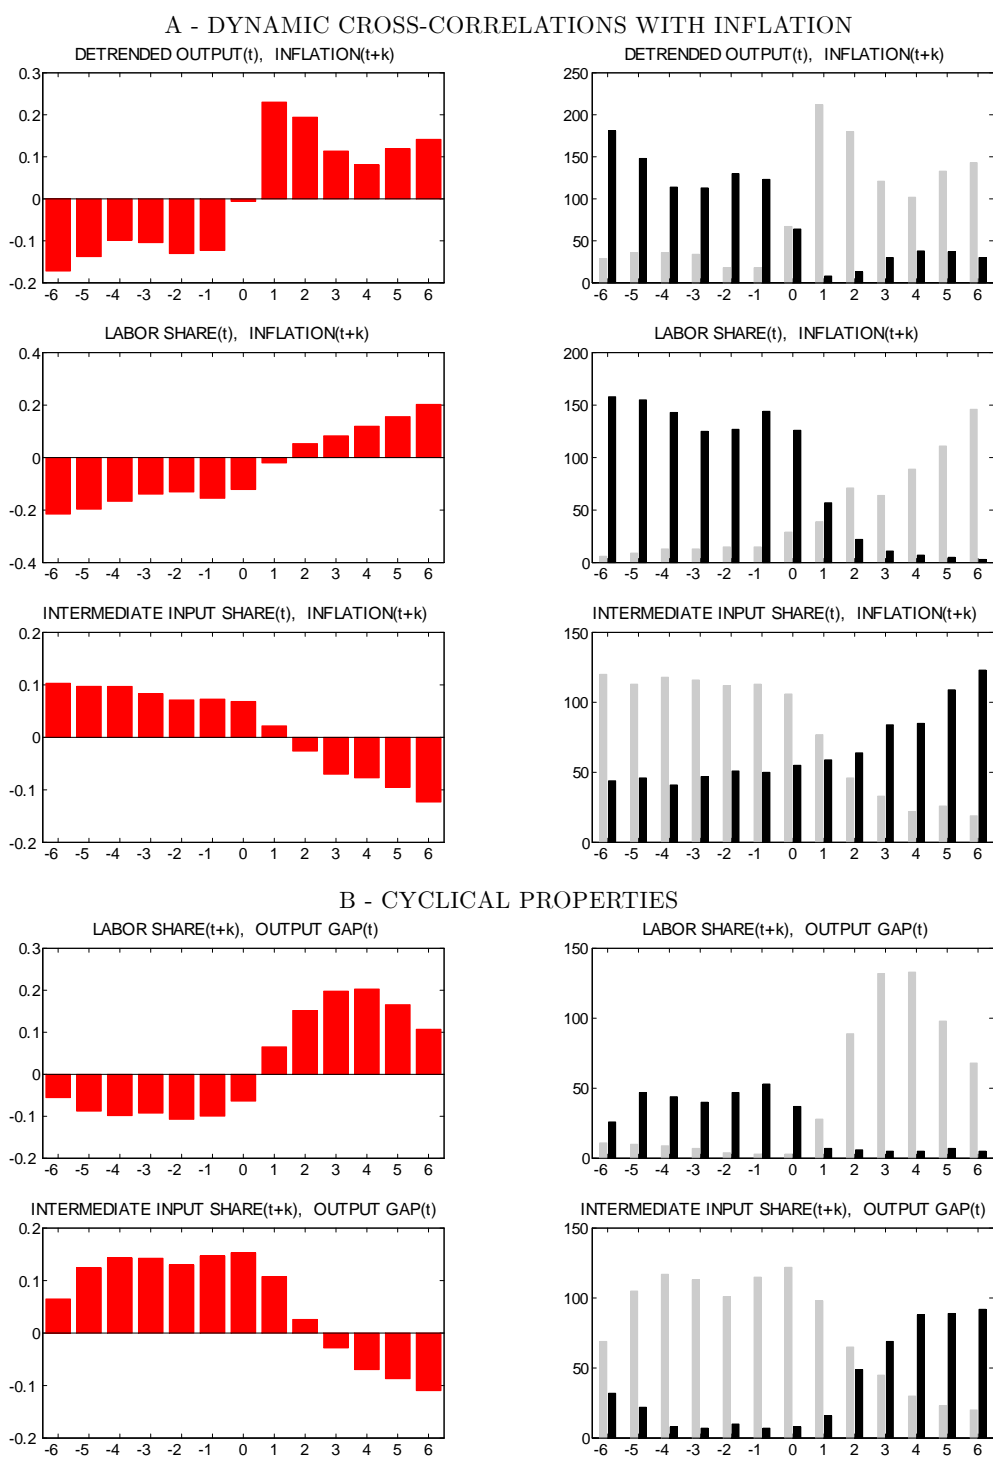 A - DYNAMIC CROSS-CORRELATIONS WITH INFLATION
DETRENDED OUTPUT(t), INFLATION(t+k)
0.3
0.2
0.1
0
-0.1
-0.2
-6 -5 -4 -3 -2 -1 0 1 2 3 4 5 6
DETRENDED OUTPUT(t), INFLATION(t+k)
250
200
150
100
50
0
-6 -5 -4 -3 -2 -1 0 1 2 3 4 5 6
LABOR SHARE(t), INFLATION(t+k)
0.4
0.2
0
-0.2
-0.4
-6 -5 -4 -3 -2 -1 0 1 2 3 4 5 6
LABOR SHARE(t), INFLATION(t+k)
200
150
100
50
0
-6 -5 -4 -3 -2 -1 0 1 2 3 4 5 6
INTERMEDIATE INPUT SHARE(t), INFLATION(t+k)
0.2
0.1
0
-0.1
-0.2
-6 -5 -4 -3 -2 -1 0 1 2 3 4 5 6
INTERMEDIATE INPUT SHARE(t), INFLATION(t+k)
150
100
50
0
-6 -5 -4 -3 -2 -1 0 1 2 3 4 5 6
B - CYCLICAL PROPERTIES
LABOR SHARE(t+k), OUTPUT GAP(t)
0.3
0.2
0.1
0
-0.1
-0.2
-6 -5 -4 -3 -2 -1 0 1 2 3 4 5 6
LABOR SHARE(t+k), OUTPUT GAP(t)
150
100
50
0
-6 -5 -4 -3 -2 -1 0 1 2 3 4 5 6
INTERMEDIATE INPUT SHARE(t+k), OUTPUT GAP(t)
0.2
0.1
0
-0.1
-0.2
-6 -5 -4 -3 -2 -1 0 1 2 3 4 5 6
INTERMEDIATE INPUT SHARE(t+k), OUTPUT GAP(t)
150
100
50
0
-6 -5 -4 -3 -2 -1 0 1 2 3 4 5 6